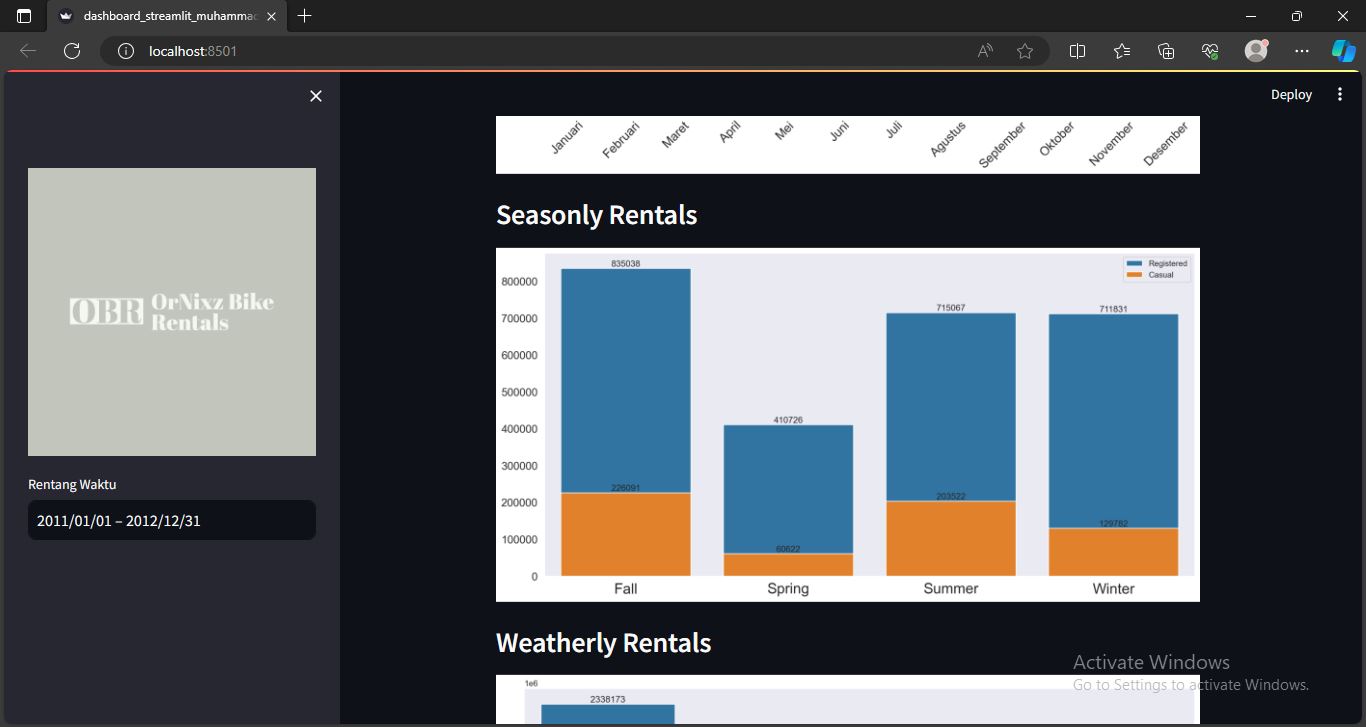 dashboard_streamlit_muhammac
localhost:8501
Deploy
OBR OrNixz Bike
Rentals
Rentang Waktu
2011/01/01 – 2012/12/31
Januari Februari Maret April Mei Juni Juli Agustus September Oktober November Desember
Seasonly Rentals
Registered
Casual
800000
700000
600000
500000
400000
300000
200000
100000
0
835038
410726
715067
711831
226091
60622
203522
129782
Fall Spring Summer Winter
Weatherly Rentals
1e6
2338173
Activate Windows
Go to Settings to activate Windows.